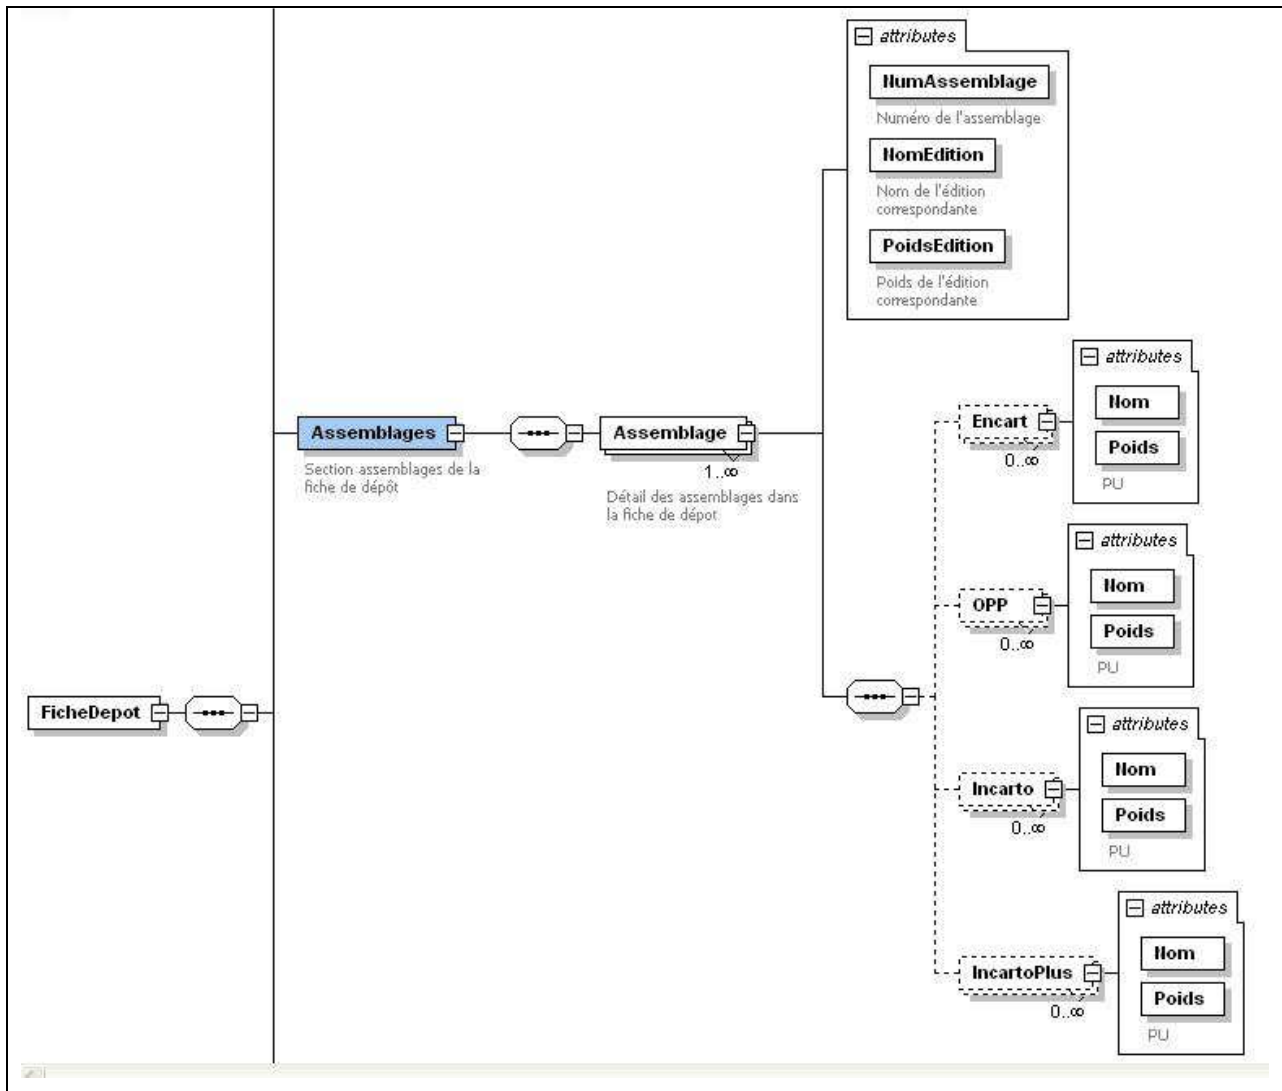 attributes
NumAssemblage
Numéro de l'assemblage
NomEdition
Nom de l'édition
correspondante
PoidsEdition
Poids de l'édition
correspondante
attributes
Nom
Poids
PU
Encart
0..∞
Assemblages
Section assemblages de la
fiche de dépôt
Assemblage
1..∞
Détail des assemblages dans
la fiche de dépot
attributes
Nom
Poids
PU
OPP
0..∞
FicheDepot
attributes
Nom
Poids
PU
Incarto
0..∞
attributes
Nom
Poids
PU
IncartoPlus
0..∞